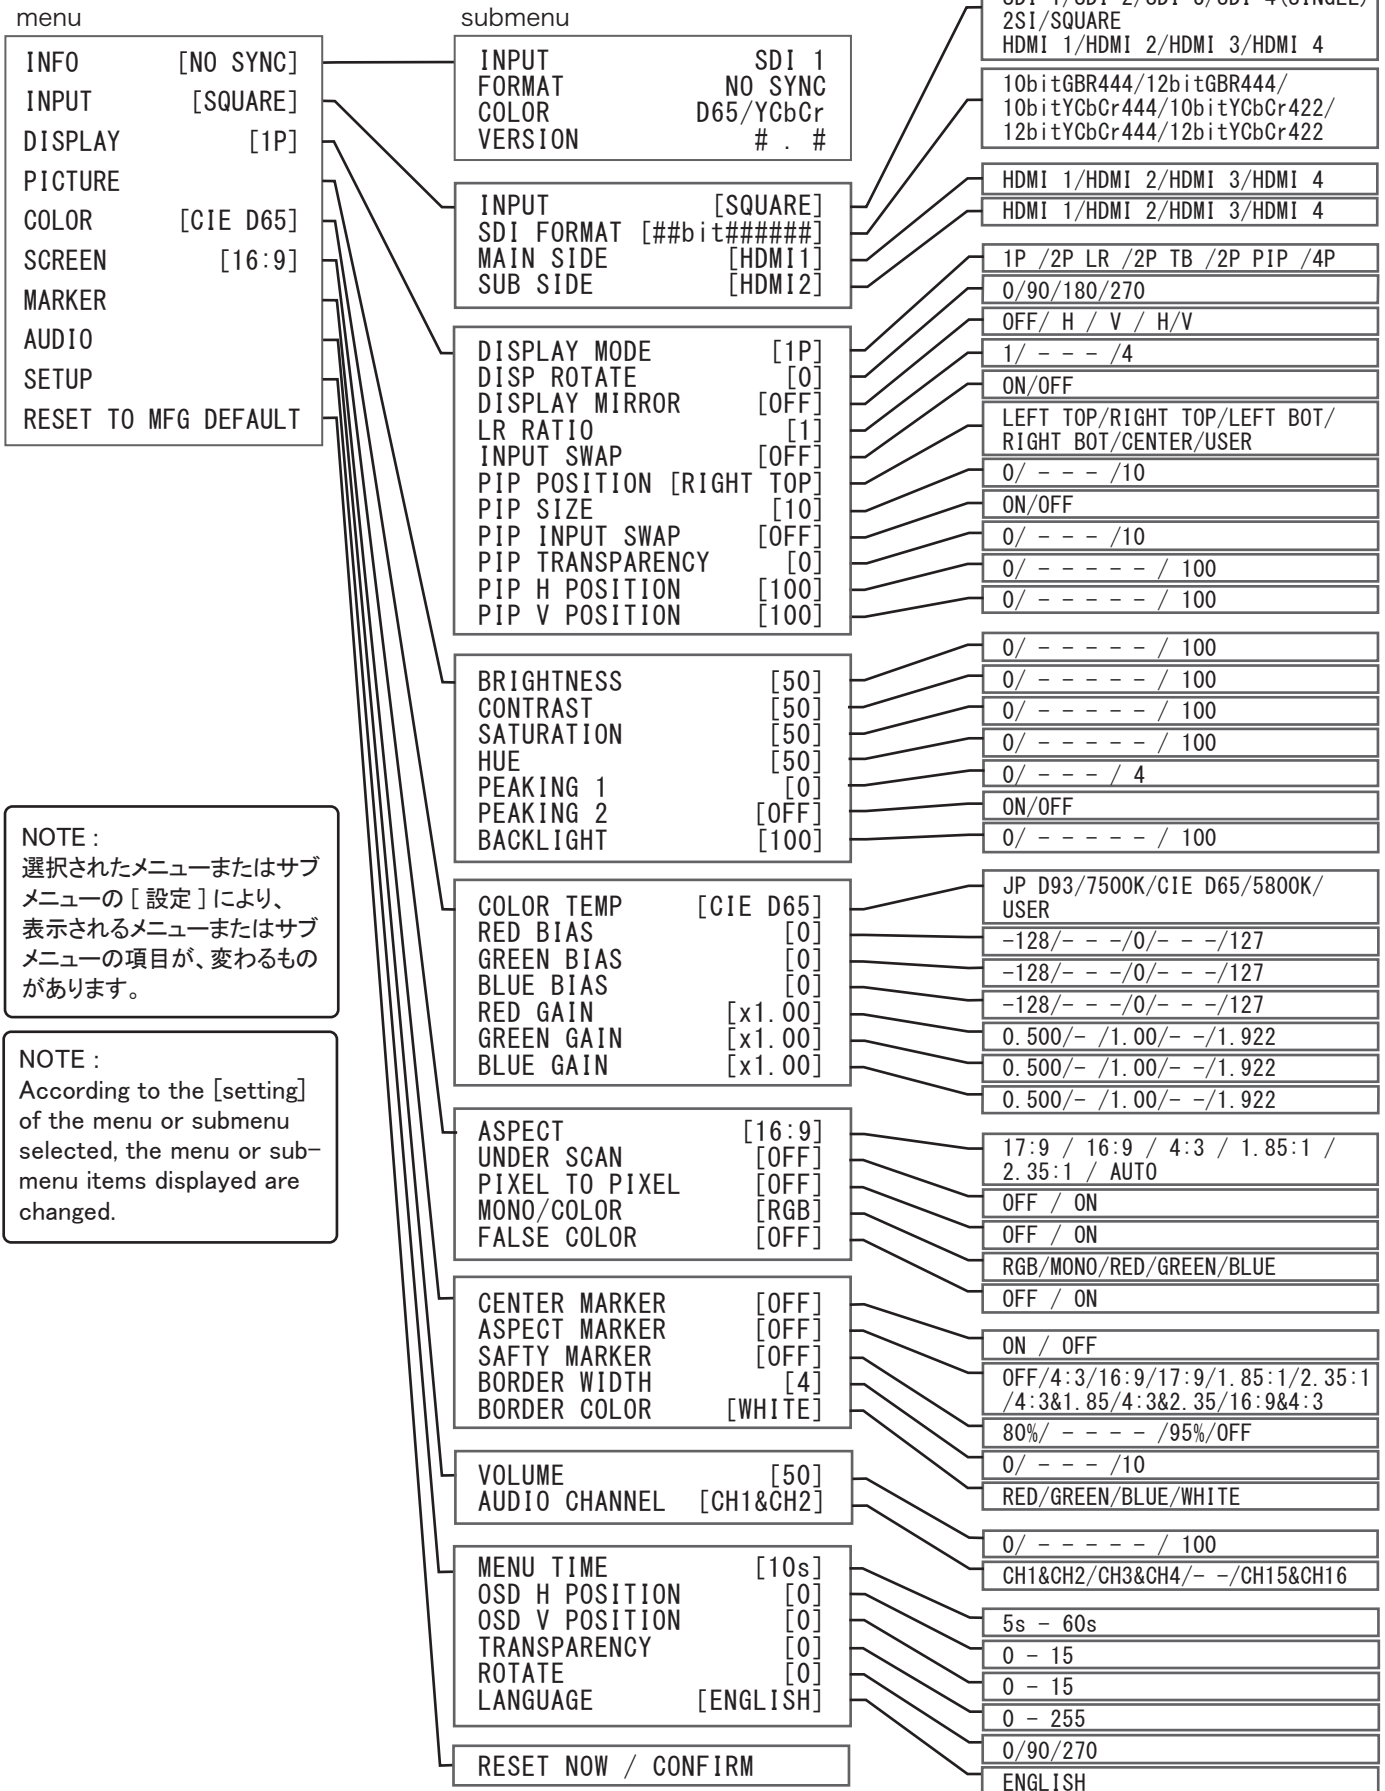 menu
INFO [NO SYNC]
INPUT [SQUARE]
DISPLAY [1P]
PICTURE
COLOR [CIE D65]
SCREEN [16:9]
MARKER
AUDIO
SETUP
RESET TO MFG DEFAULT
NOTE :
選択されたメニューまたはサブ
メニューの [ 設定 ] により、
表示されるメニューまたはサブ
メニューの項目が、変わるもの
があります。
NOTE :
According to the [setting]
of the menu or submenu
selected, the menu or sub-
menu items displayed are
changed.
submenu
INPUT SDI 1
FORMAT NO SYNC
COLOR D65/YCbCr
VERSION # . #
INPUT [SQUARE]
SDI FORMAT [##bit######]
MAIN SIDE [HDMI1]
SUB SIDE [HDMI2]
DISPLAY MODE [1P]
DISP ROTATE [0]
DISPLAY MIRROR [OFF]
LR RATIO [1]
INPUT SWAP [OFF]
PIP POSITION [RIGHT TOP]
PIP SIZE [10]
PIP INPUT SWAP [OFF]
PIP TRANSPARENCY [0]
PIP H POSITION [100]
PIP V POSITION [100]
BRIGHTNESS [50]
CONTRAST [50]
SATURATION [50]
HUE [50]
PEAKING 1 [0]
PEAKING 2 [OFF]
BACKLIGHT [100]
COLOR TEMP [CIE D65]
RED BIAS [0]
GREEN BIAS [0]
BLUE BIAS [0]
RED GAIN [x1.00]
GREEN GAIN [x1.00]
BLUE GAIN [x1.00]
ASPECT [16:9]
UNDER SCAN [OFF]
PIXEL TO PIXEL [OFF]
MONO/COLOR [RGB]
FALSE COLOR [OFF]
CENTER MARKER [OFF]
ASPECT MARKER [OFF]
SAFTY MARKER [OFF]
BORDER WIDTH [4]
BORDER COLOR [WHITE]
VOLUME [50]
AUDIO CHANNEL [CH1&CH2]
MENU TIME [10s]
OSD H POSITION [0]
OSD V POSITION [0]
TRANSPARENCY [0]
ROTATE [0]
LANGUAGE [ENGLISH]
RESET NOW / CONFIRM
SDI 1/SDI 2/SDI 3/SDI 4(SINGLE)
2SI/SQUARE
HDMI 1/HDMI 2/HDMI 3/HDMI 4
10bitGBR444/12bitGBR444/
10bitYCbCr444/10bitYCbCr422/
12bitYCbCr444/12bitYCbCr422
HDMI 1/HDMI 2/HDMI 3/HDMI 4
HDMI 1/HDMI 2/HDMI 3/HDMI 4
1P /2P LR /2P TB /2P PIP /4P
0/90/180/270
OFF/ H / V / H/V
1/ - - - /4
ON/OFF
LEFT TOP/RIGHT TOP/LEFT BOT/
RIGHT BOT/CENTER/USER
0/ - - - /10
ON/OFF
0/ - - - /10
0/ - - - - - / 100
0/ - - - - - / 100
0/ - - - - - / 100
0/ - - - - - / 100
0/ - - - - - / 100
0/ - - - - - / 100
0/ - - - / 4
ON/OFF
0/ - - - - - / 100
JP D93/7500K/CIE D65/5800K/
USER
-128/- - -/0/- - -/127
-128/- - -/0/- - -/127
-128/- - -/0/- - -/127
0.500/- /1.00/- -/1.922
0.500/- /1.00/- -/1.922
0.500/- /1.00/- -/1.922
17:9 / 16:9 / 4:3 / 1.85:1 /
2.35:1 / AUTO
OFF / ON
OFF / ON
RGB/MONO/RED/GREEN/BLUE
OFF / ON
ON / OFF
OFF/4:3/16:9/17:9/1.85:1/2.35:1
/4:3&1.85/4:3&2.35/16:9&4:3
80%/ - - - - /95%/OFF
0/ - - - /10
RED/GREEN/BLUE/WHITE
0/ - - - - - / 100
CH1&CH2/CH3&CH4/- -/CH15&CH16
5s - 60s
0 - 15
0 - 15
0 - 255
0/90/270
ENGLISH